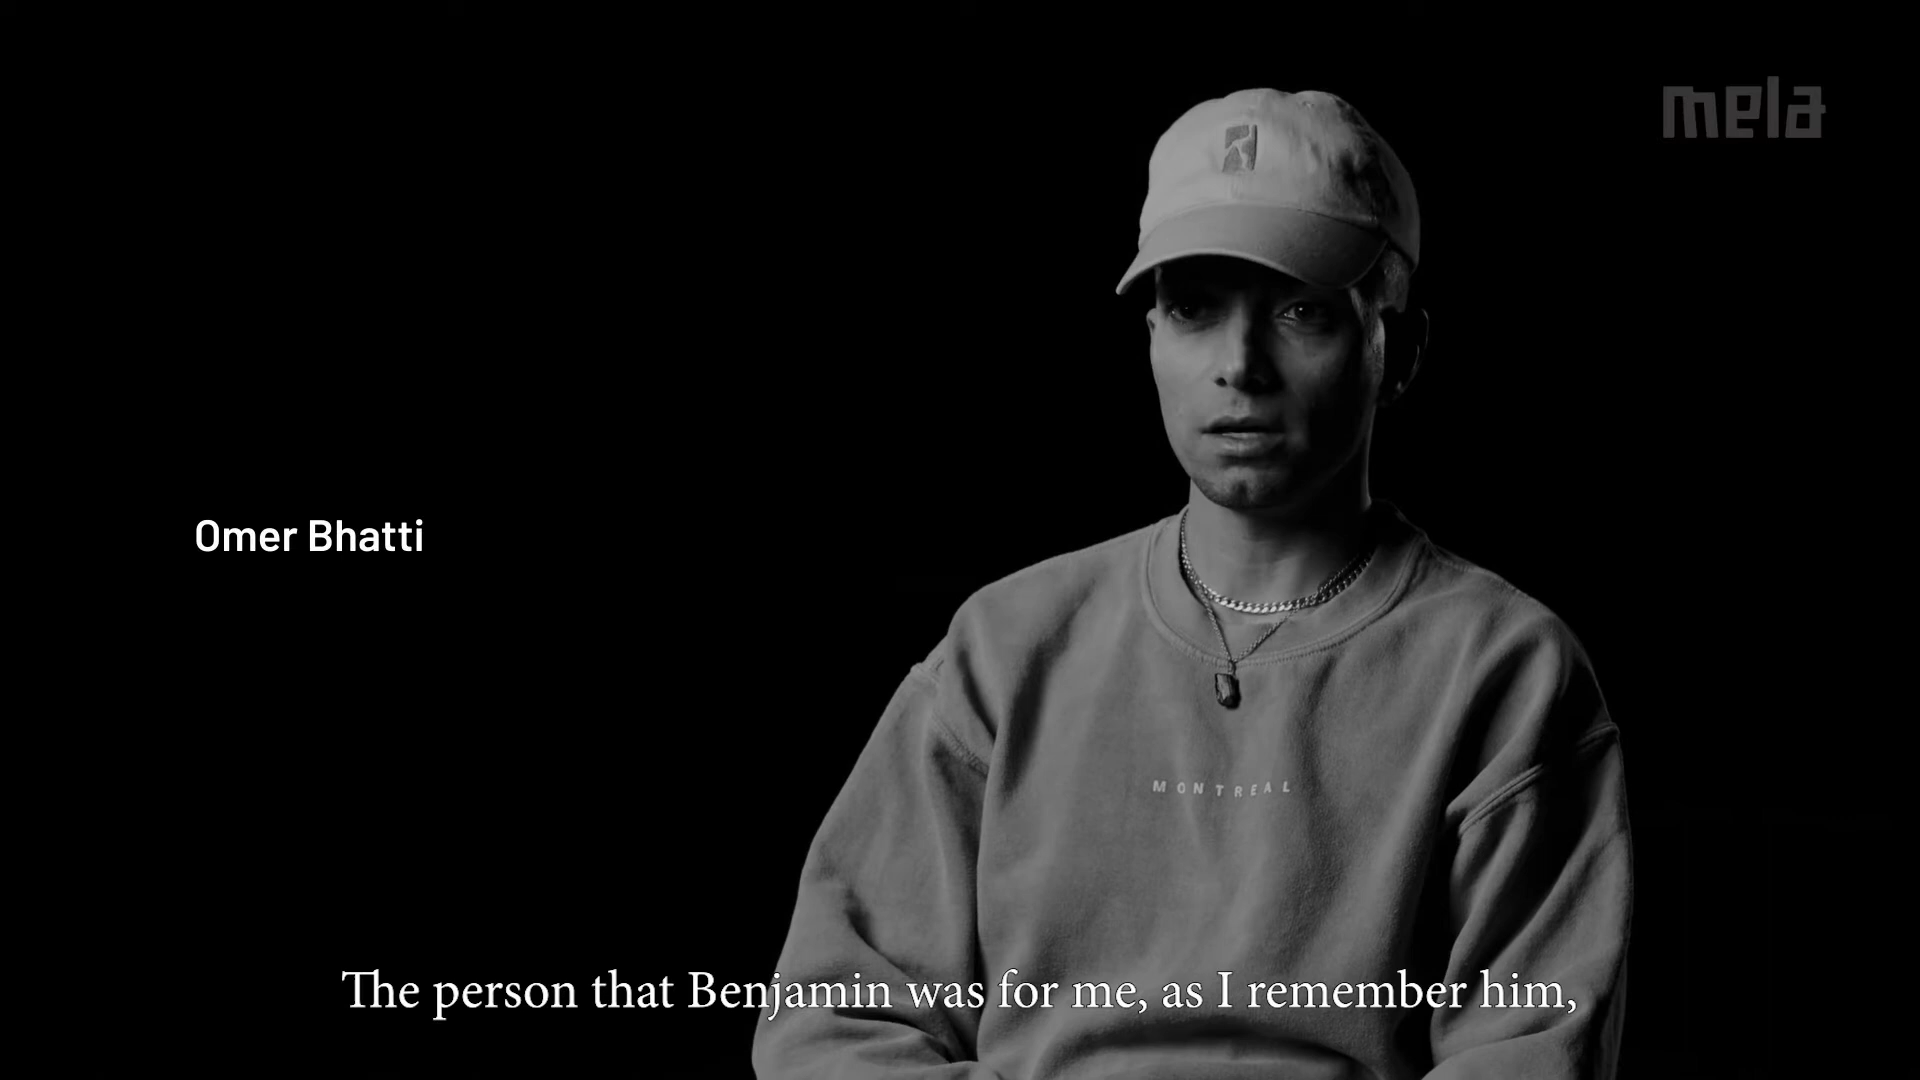 mela
Omer Bhatti
MONTREAL
The person that Benjamin was for me, as I remember him,